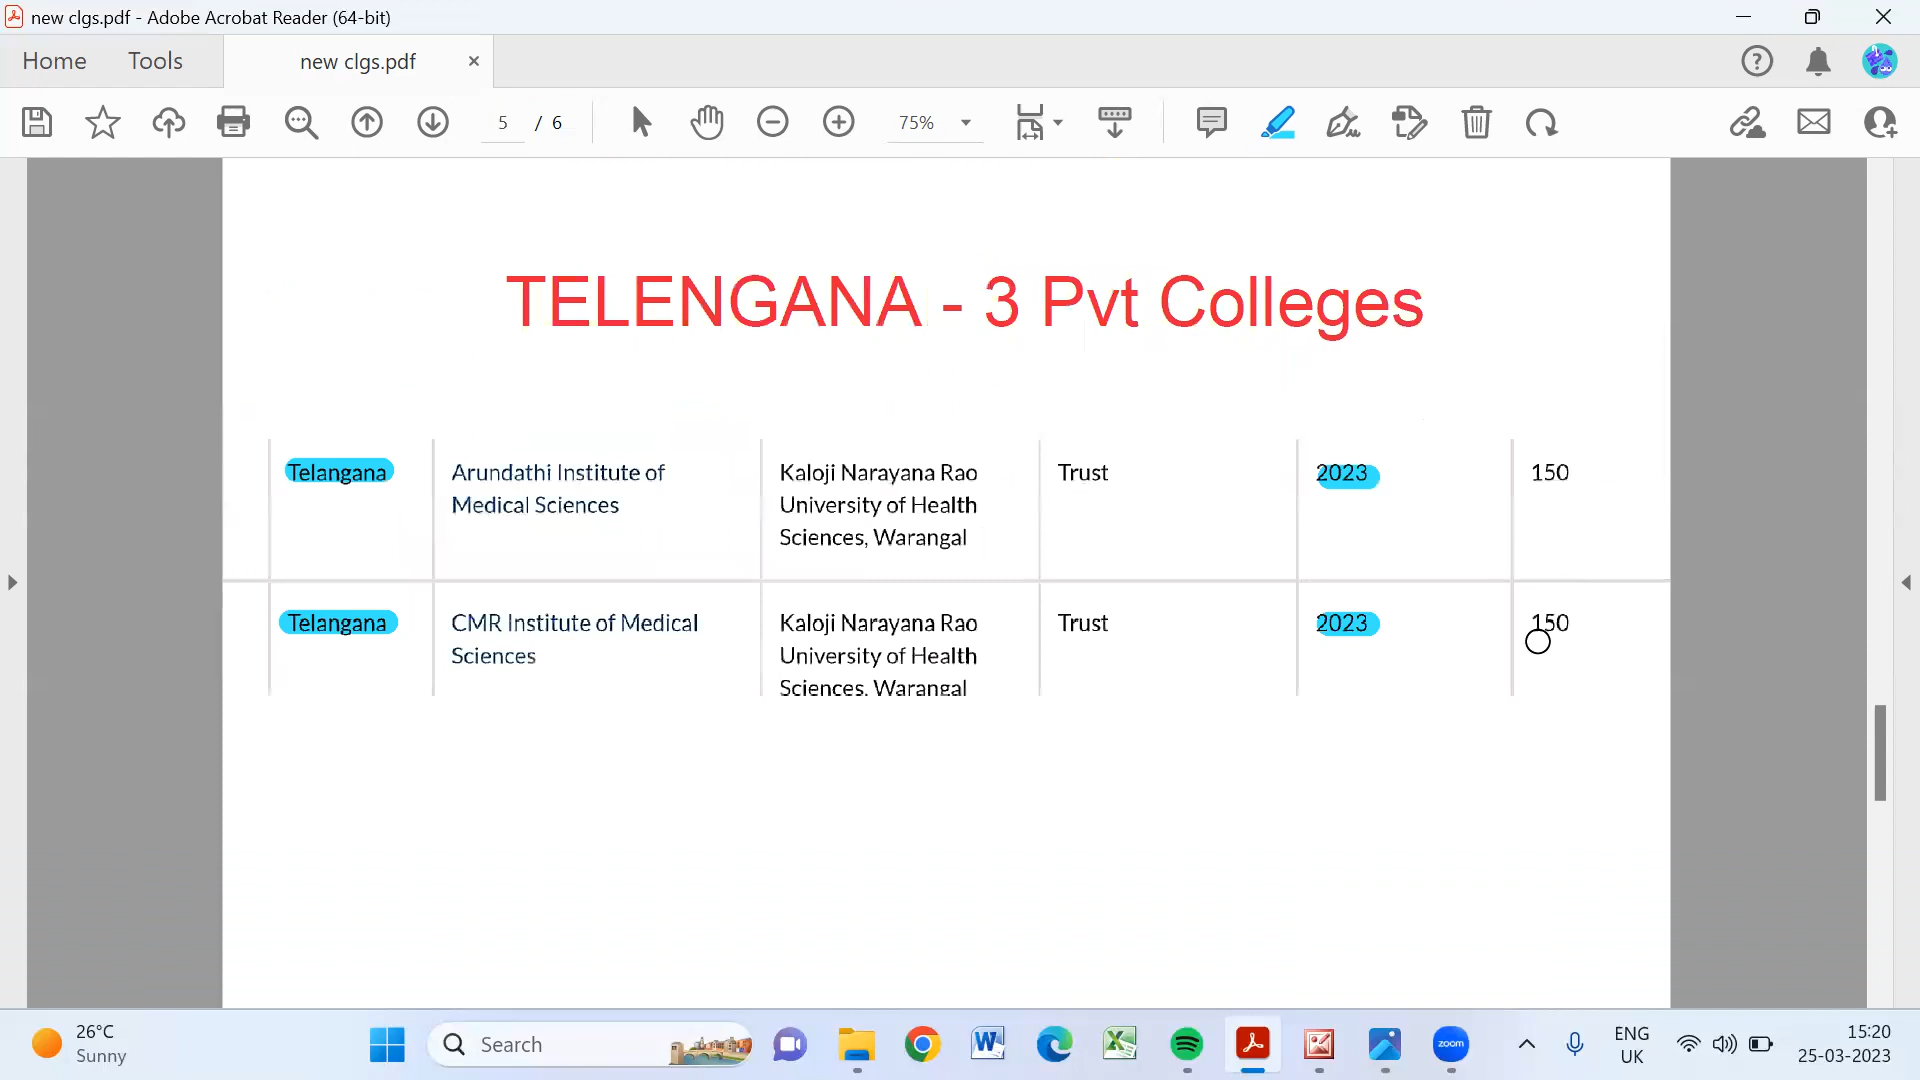 new clgs.pdf - Adobe Acrobat Reader (64-bit)
Home
Tools
new clgs.pdf
5 / 6
75%
TELENGANA - 3 Pvt Colleges
Telangana
Arundathi Institute of
Medical Sciences
Kaloji Narayana Rao
University of Health
Sciences, Warangal
Trust
2023
150
Telangana
CMR Institute of Medical
Sciences
Kaloji Narayana Rao
University of Health
Sciences, Warangal
Trust
2023
150
26°C
Sunny
Search
zoom
ENG
UK
15:20
25-03-2023